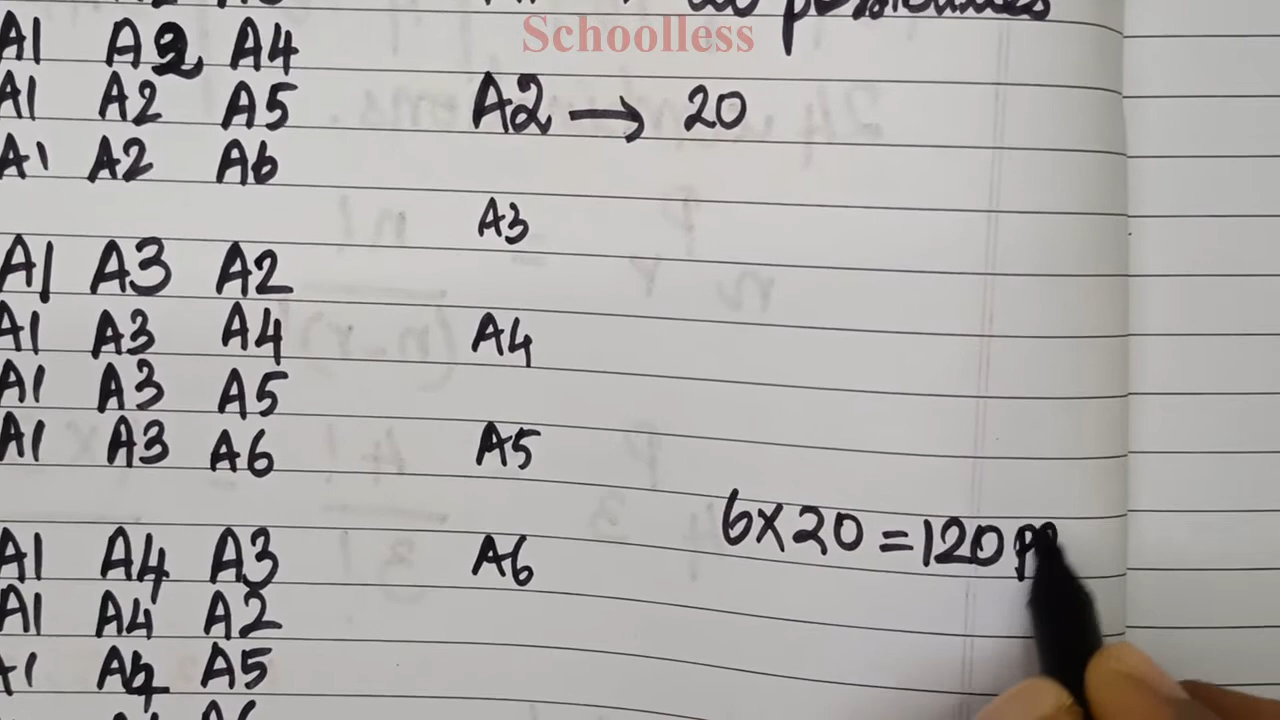 Schoolless
A1 A2 A4
A1 A2 A5 A2 → 20
A1 A2 A6
A3
A1 A3 A2
A1 A3 A4 A4
A1 A3 A5
A1 A3 A6 A5
6×20 = 120 po
A1 A4 A3 A6
A1 A4 A2
A1 A4 A5